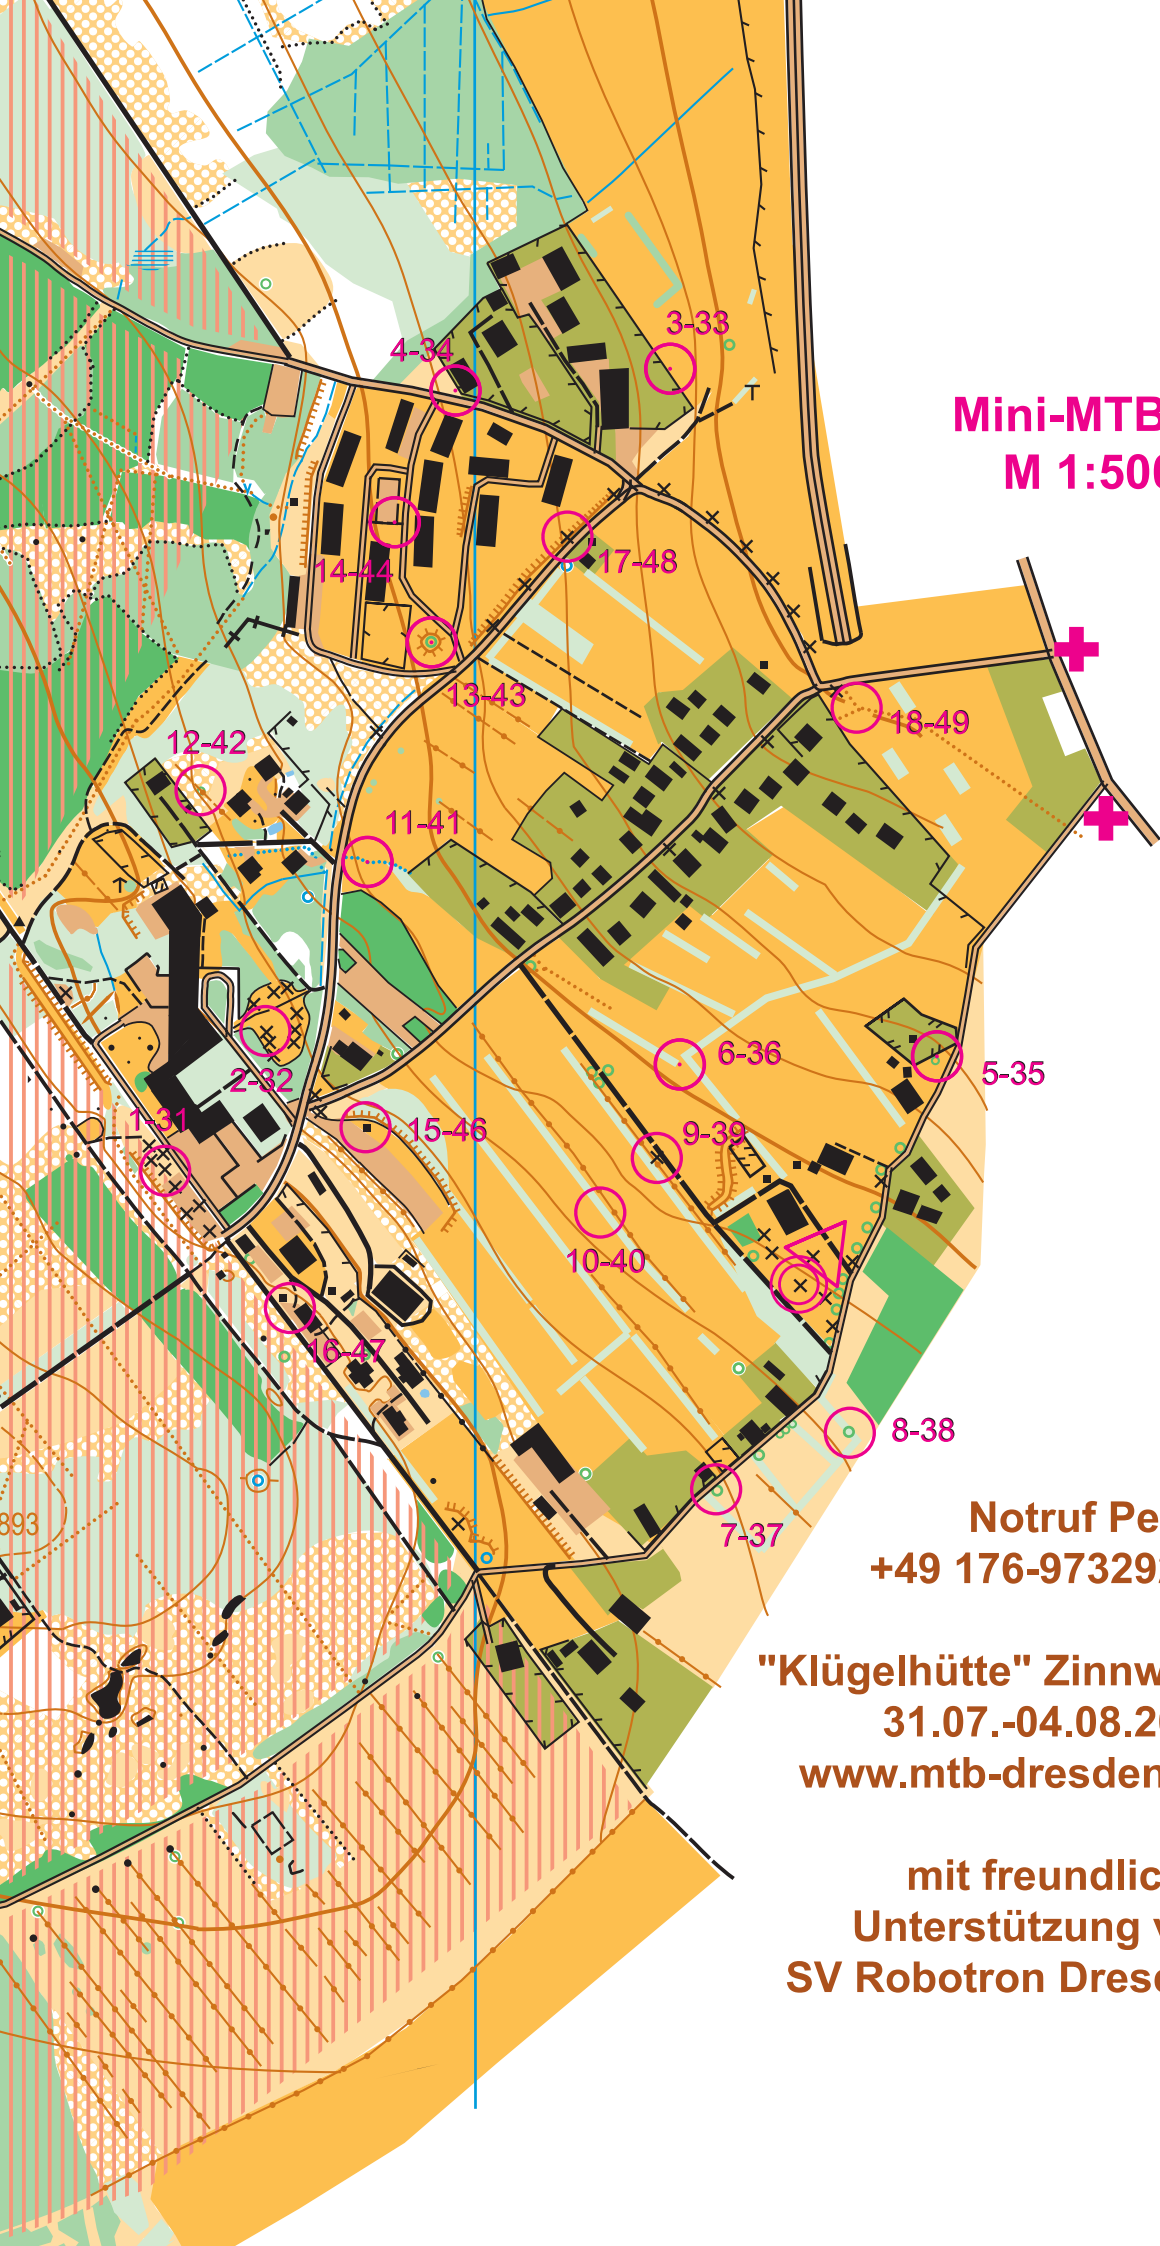 3-33
4-34
Mini-MTB
M 1:500
14-44
17-48
13-43
18-49
12-42
11-41
6-36
5-35
2-32
1-31
15-46
9-39
10-40
16-47
8-38
893
7-37
Notruf Pe
+49 176-97329
"Klügelhütte" Zinnw
31.07.-04.08.20
www.mtb-dresden
mit freundlic
Unterstützung v
SV Robotron Dresd